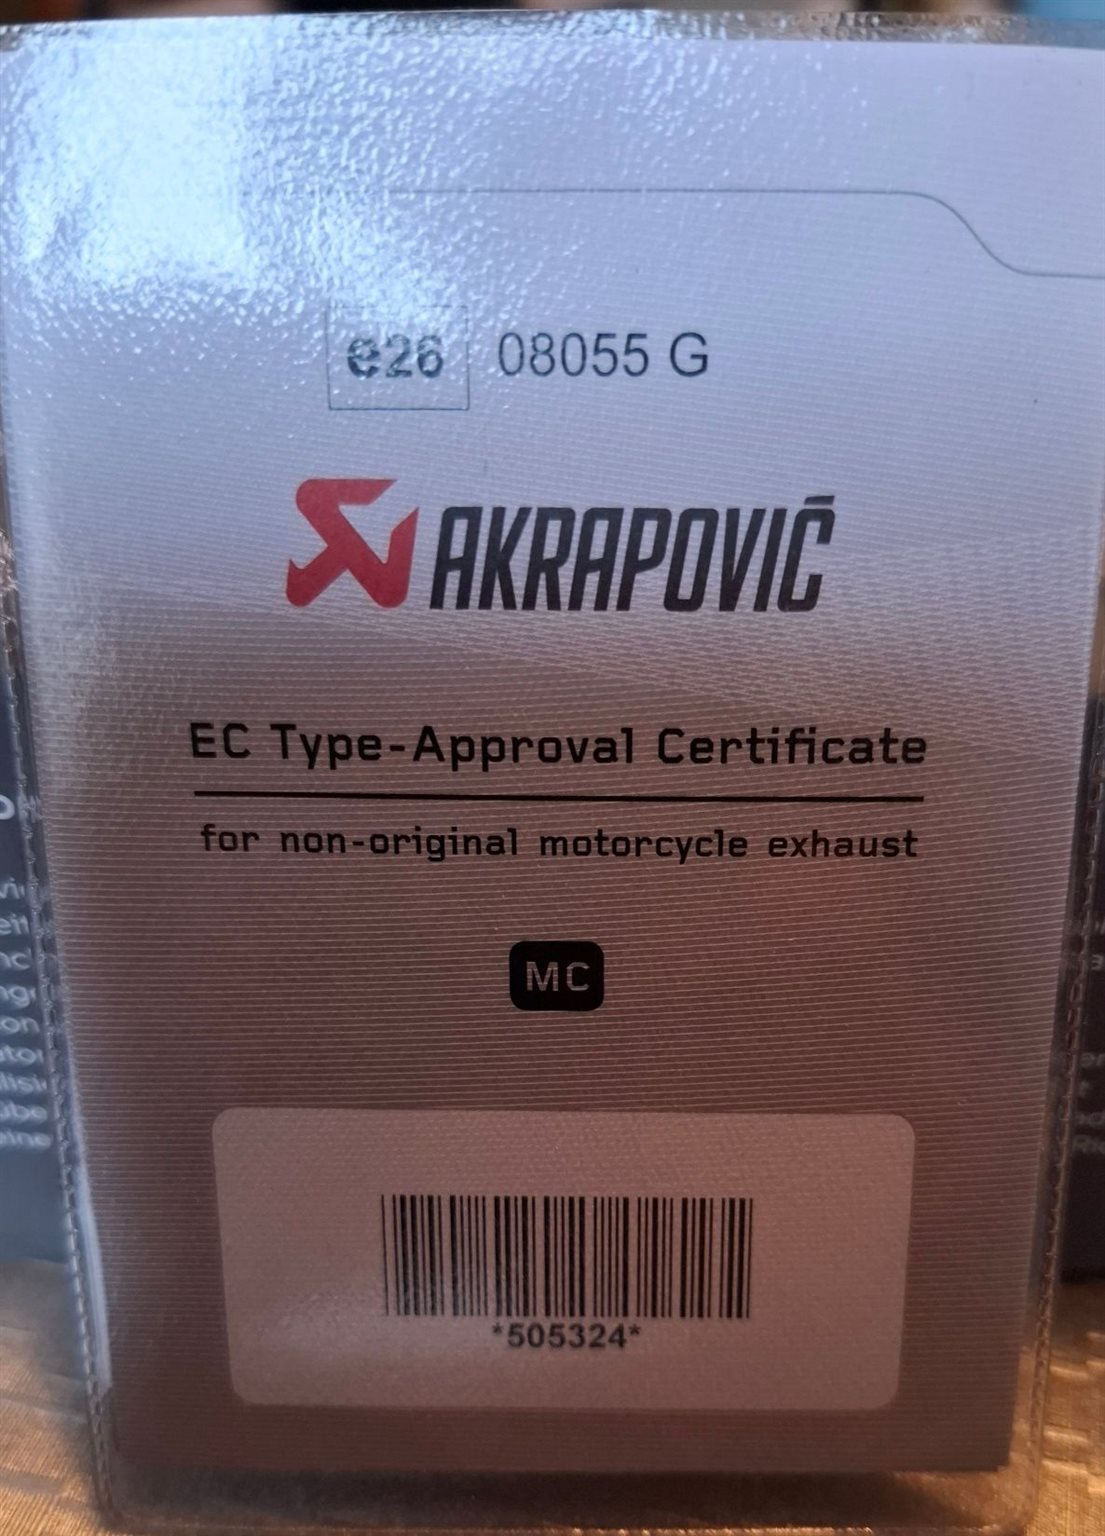 e26 08055 G
AKRAPOVIČ
EC Type-Approval Certificate
for non-original motorcycle exhaust
MC
*505324*